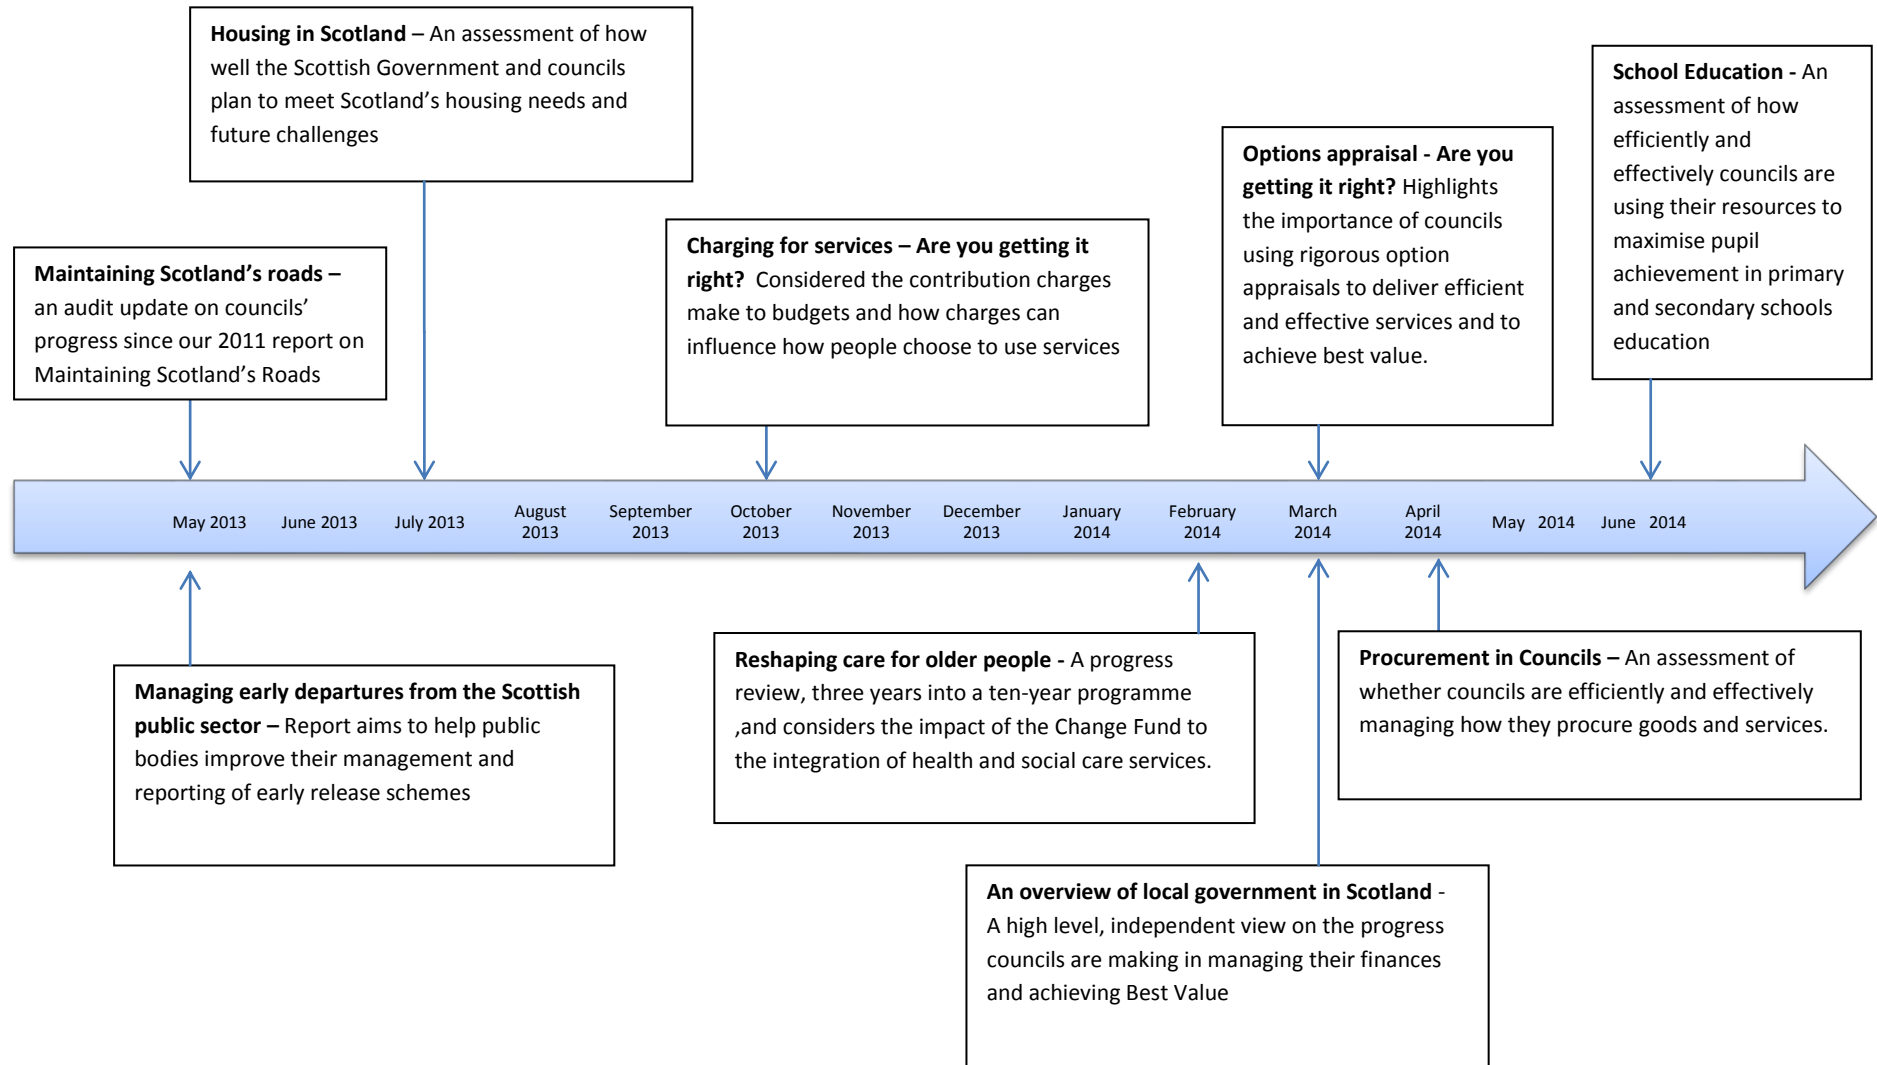 Housing in Scotland – An assessment of how
well the Scottish Government and councils
plan to meet Scotland’s housing needs and
future challenges
School Education - An
assessment of how
efficiently and
effectively councils are
using their resources to
maximise pupil
achievement in primary
and secondary schools
education
Options appraisal - Are you
getting it right? Highlights
the importance of councils
using rigorous option
appraisals to deliver efficient
and effective services and to
achieve best value.
Charging for services – Are you getting it
right?  Considered the contribution charges
make to budgets and how charges can
influence how people choose to use services
Maintaining Scotland’s roads –
an audit update on councils’
progress since our 2011 report on
Maintaining Scotland’s Roads
May 2013
June 2013
July 2013
August
2013
September
2013
October
2013
November
2013
December
2013
January
2014
February
2014
March
2014
April
2014
May  2014
June  2014
Managing early departures from the Scottish
public sector – Report aims to help public
bodies improve their management and
reporting of early release schemes
Reshaping care for older people - A progress
review, three years into a ten-year programme
,and considers the impact of the Change Fund to
the integration of health and social care services.
Procurement in Councils – An assessment of
whether councils are efficiently and effectively
managing how they procure goods and services.
An overview of local government in Scotland -
A high level, independent view on the progress
councils are making in managing their finances
and achieving Best Value